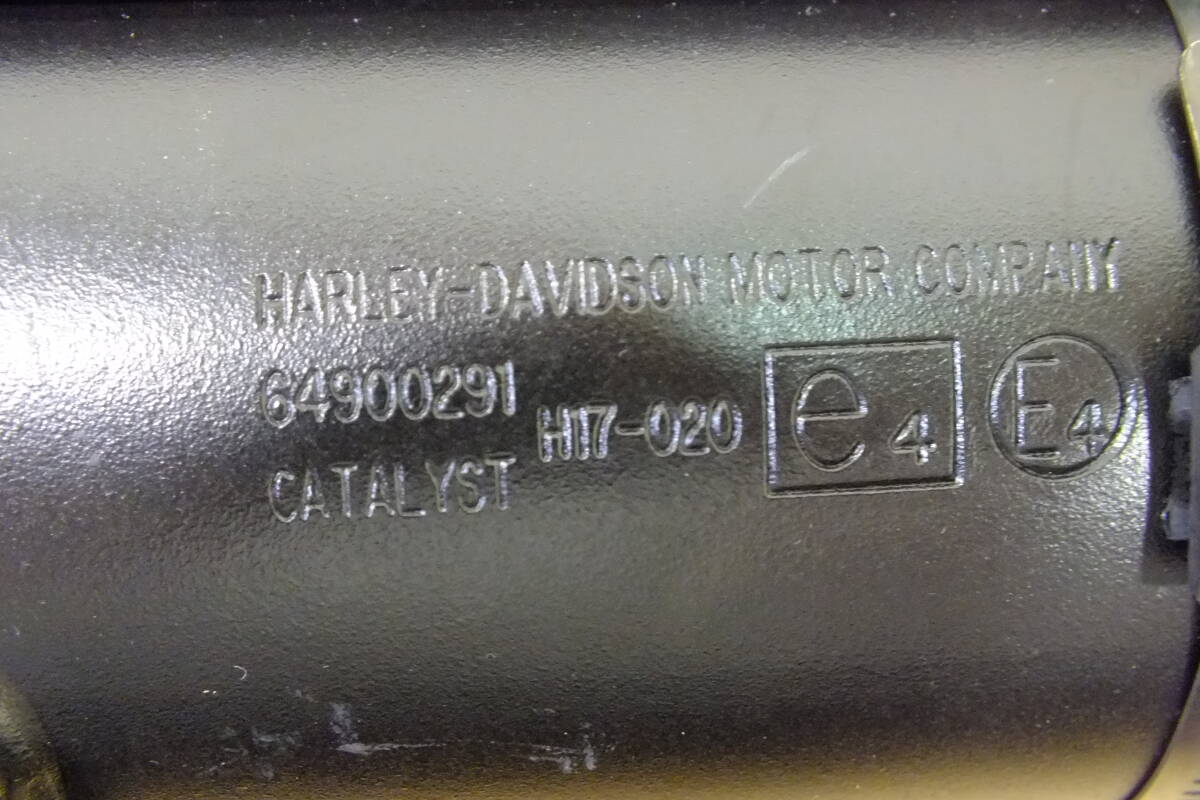 HARLEY-DAVIDSON MOTOR COMPANY
64900291 H17-020 e4 E4
CATALYST